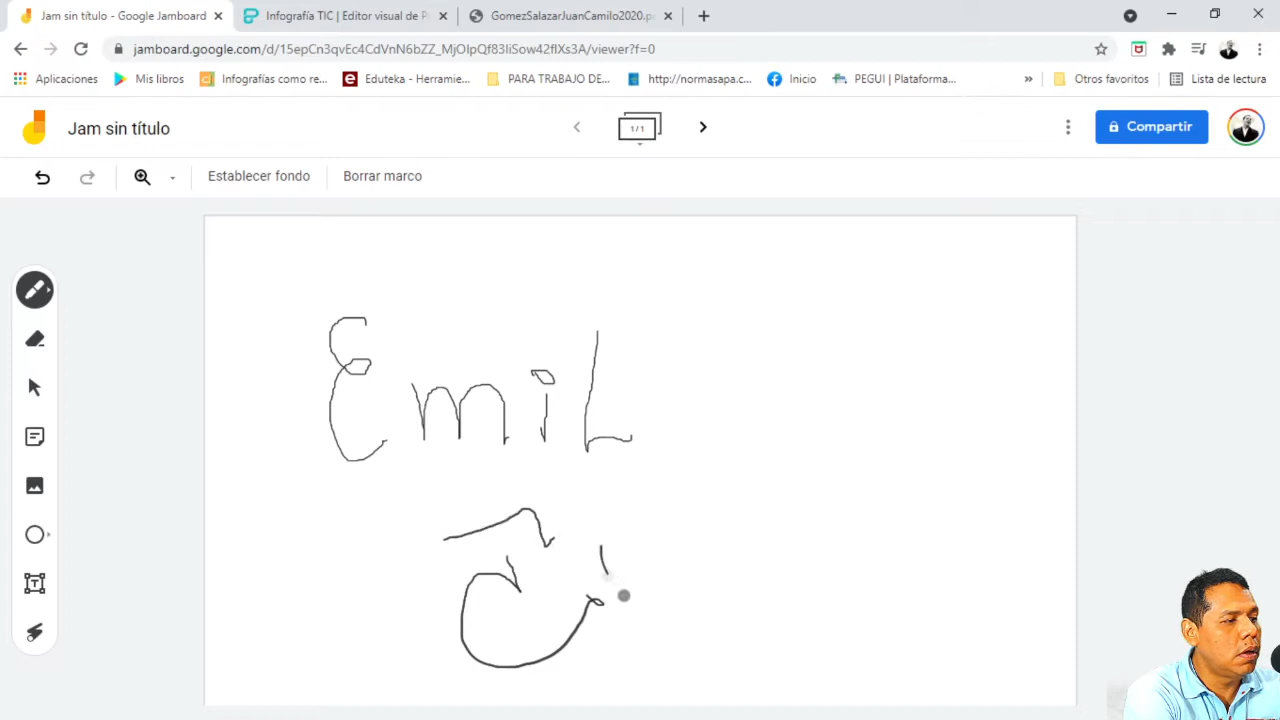 Jam sin título - Google Jamboard
Infografía TIC | Editor visual de P
GomezSalazarJuanCamilo2020.p
jamboard.google.com/d/15epCn3qvEc4CdVnN6bZZ_MjOlpQf83IiSow42flXs3A/viewer?f=0
Aplicaciones
Mis libros
Infografías como re...
Eduteka - Herramie...
PARA TRABAJO DE...
http://normasapa.c...
Inicio
PEGUI | Plataforma...
»
Otros favoritos
Lista de lectura
Jam sin título
1 / 1
Compartir
Establecer fondo
Borrar marco
EmiL